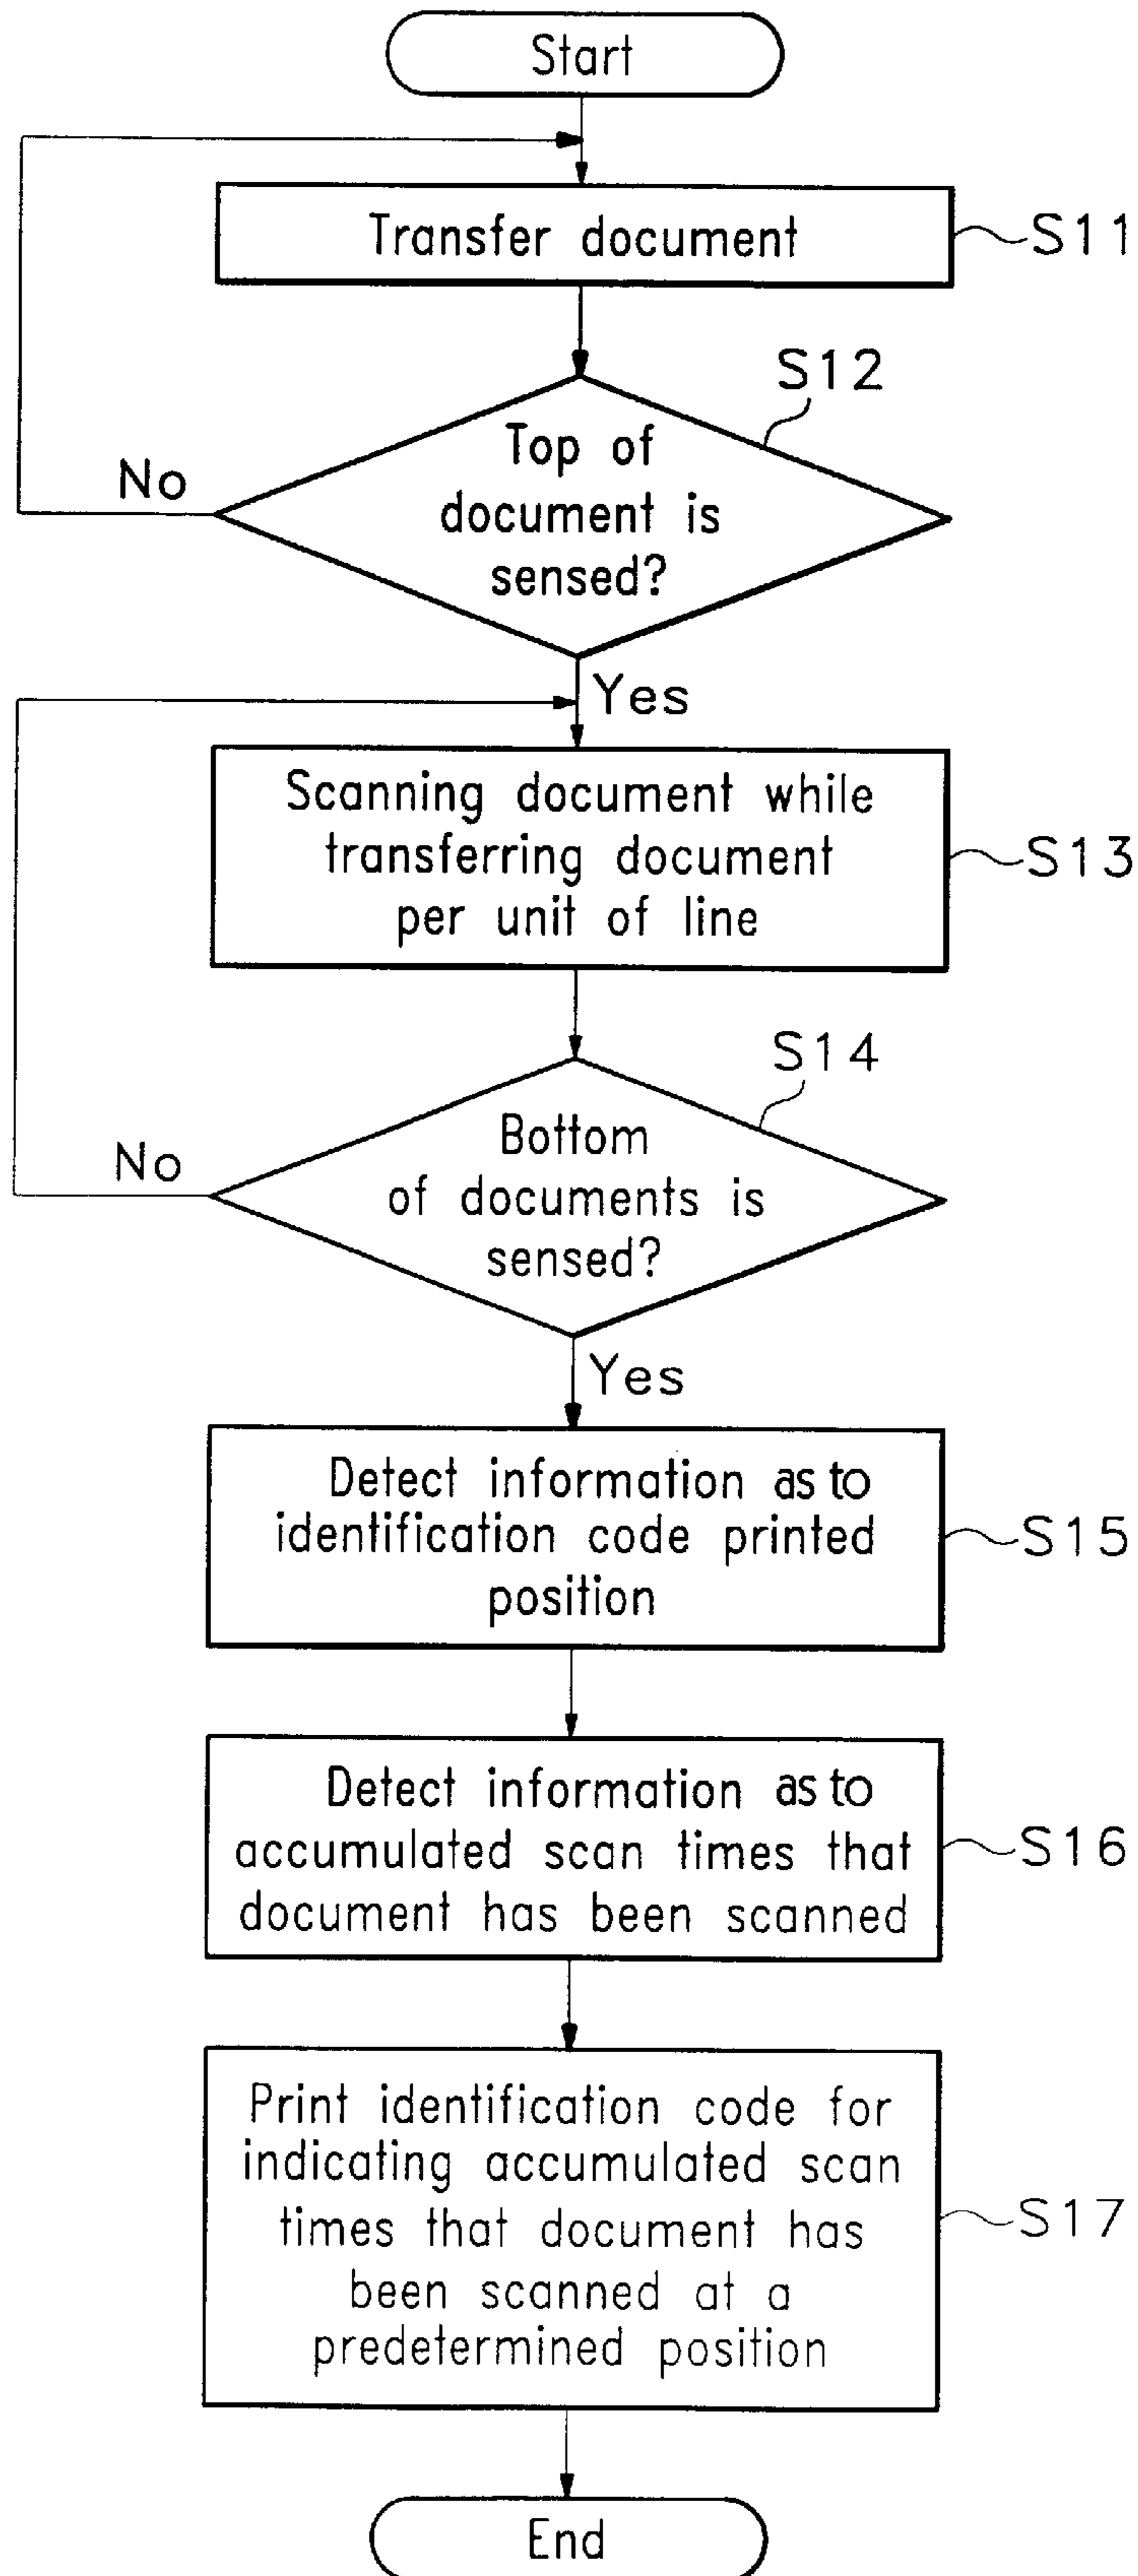 Start
Transfer document
S11
S12
Top of
document is
sensed?
No
Yes
Scanning document while
transferring document
per unit of line
S13
S14
Bottom
of documents is
sensed?
No
Yes
Detect information as to
identification code printed
position
S15
Detect information as to
accumulated scan times that
document has been scanned
S16
Print identification code for
indicating accumulated scan
times that document has
been scanned at a
predetermined position
S17
End